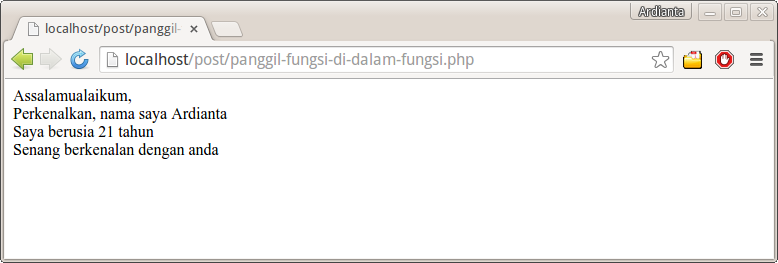 Ardianta
localhost/post/panggil-
localhost/post/panggil-fungsi-di-dalam-fungsi.php
Assalamualaikum,
Perkenalkan, nama saya Ardianta
Saya berusia 21 tahun
Senang berkenalan dengan anda